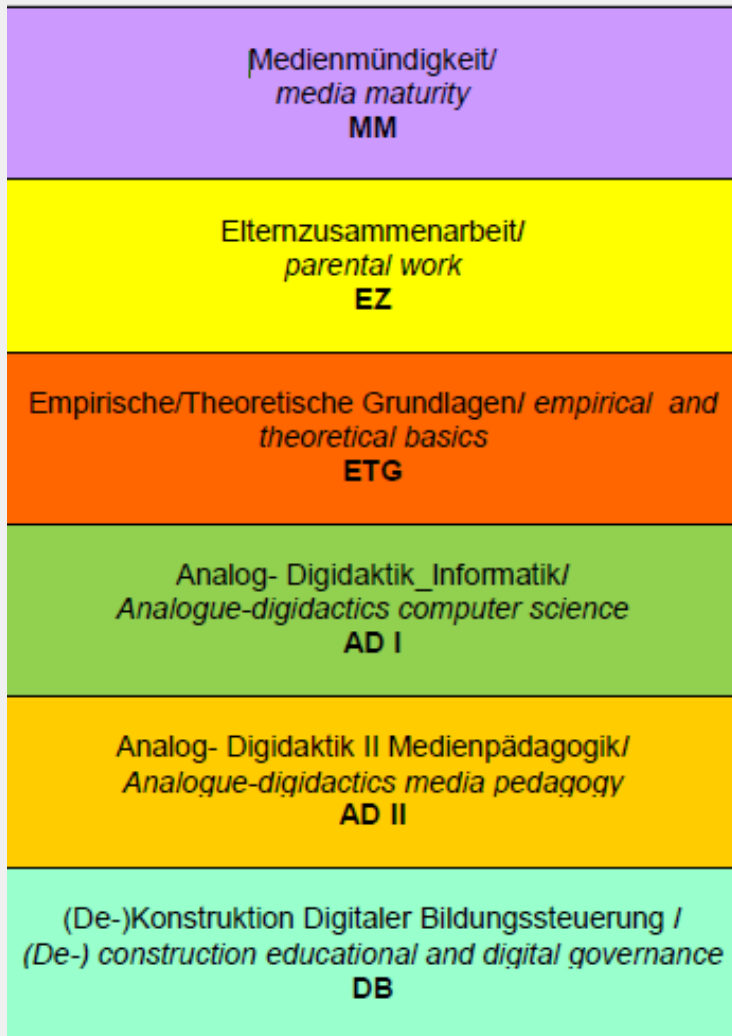 Medienmündigkeit/
media maturity
MM
Elternzusammenarbeit/
parental work
EZ
Empirische/Theoretische Grundlagen/ empirical and
theoretical basics
ETG
Analog- Digidaktik_Informatik/
Analogue-digidactics computer science
AD I
Analog- Digidaktik II Medienpädagogik/
Analogue-digidactics media pedagogy
AD II
(De-)Konstruktion Digitaler Bildungssteuerung /
(De-) construction educational and digital governance
DB